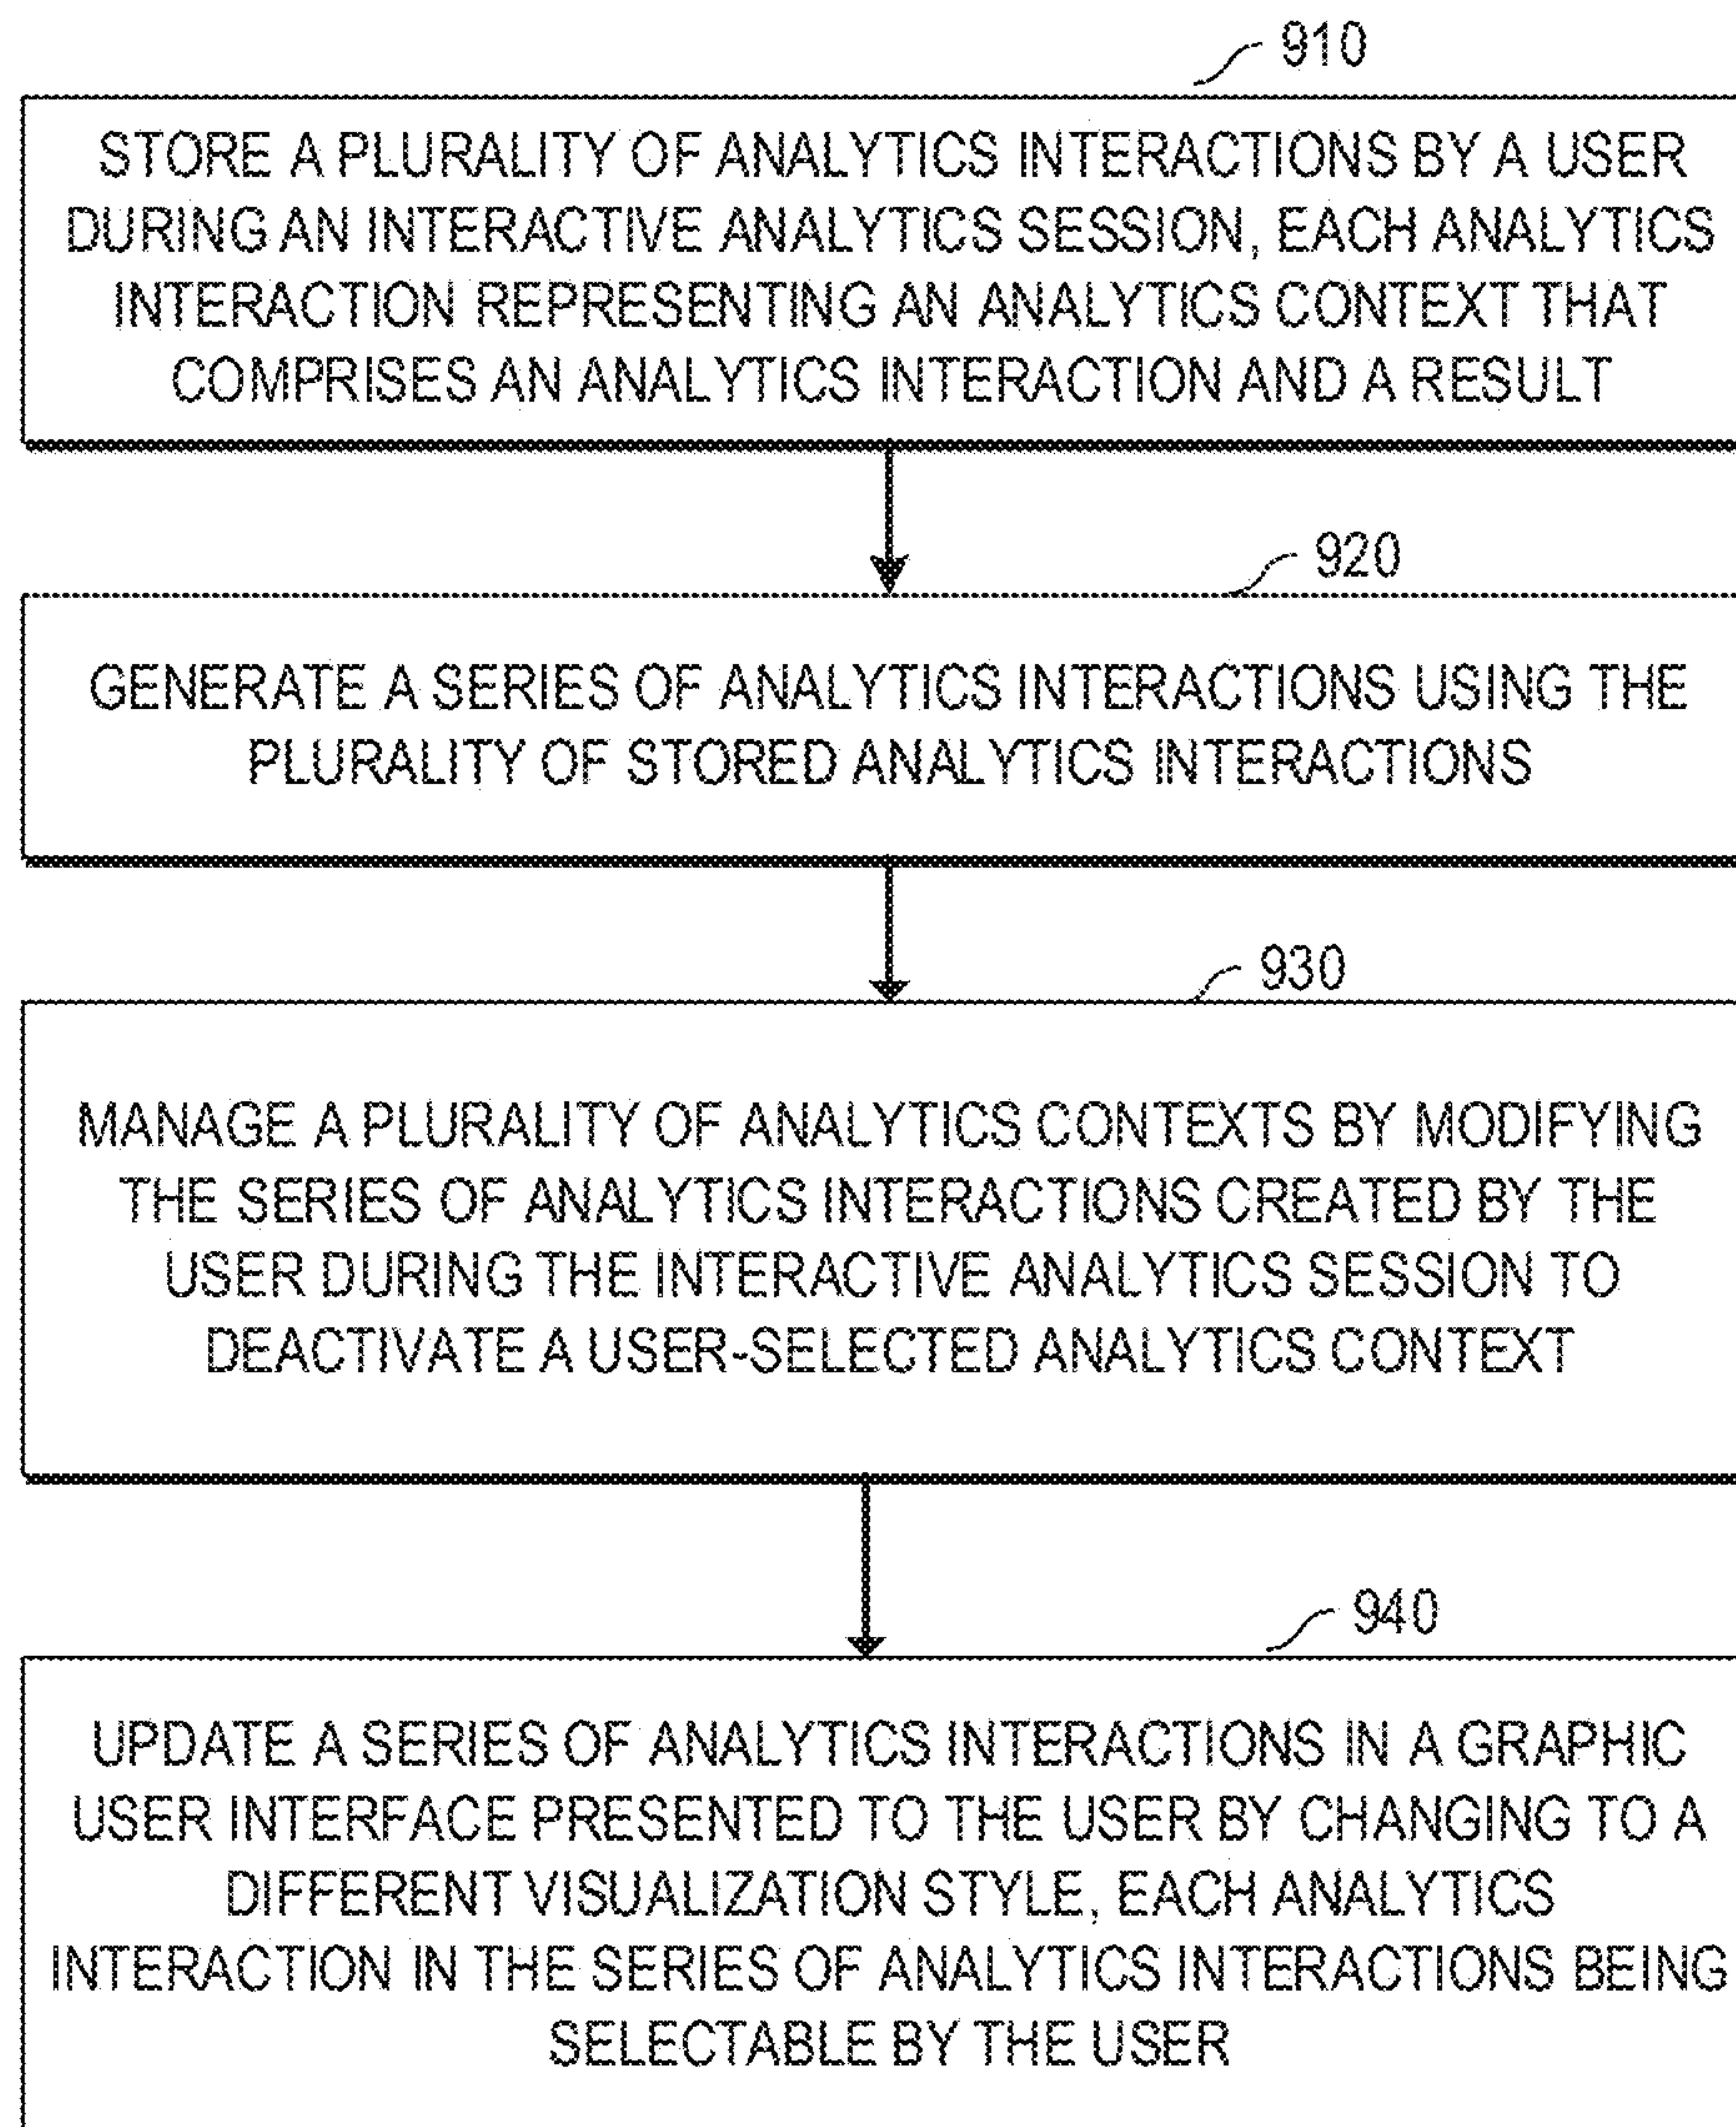 910
STORE A PLURALITY OF ANALYTICS INTERACTIONS BY A USER
DURING AN INTERACTIVE ANALYTICS SESSION, EACH ANALYTICS
INTERACTION REPRESENTING AN ANALYTICS CONTEXT THAT
COMPRISES AN ANALYTICS INTERACTION AND A RESULT
920
GENERATE A SERIES OF ANALYTICS INTERACTIONS USING THE
PLURALITY OF STORED ANALYTICS INTERACTIONS
930
MANAGE A PLURALITY OF ANALYTICS CONTEXTS BY MODIFYING
THE SERIES OF ANALYTICS INTERACTIONS CREATED BY THE
USER DURING THE INTERACTIVE ANALYTICS SESSION TO
DEACTIVATE A USER-SELECTED ANALYTICS CONTEXT
940
UPDATE A SERIES OF ANALYTICS INTERACTIONS IN A GRAPHIC
USER INTERFACE PRESENTED TO THE USER BY CHANGING TO A
DIFFERENT VISUALIZATION STYLE, EACH ANALYTICS
INTERACTION IN THE SERIES OF ANALYTICS INTERACTIONS BEING
SELECTABLE BY THE USER